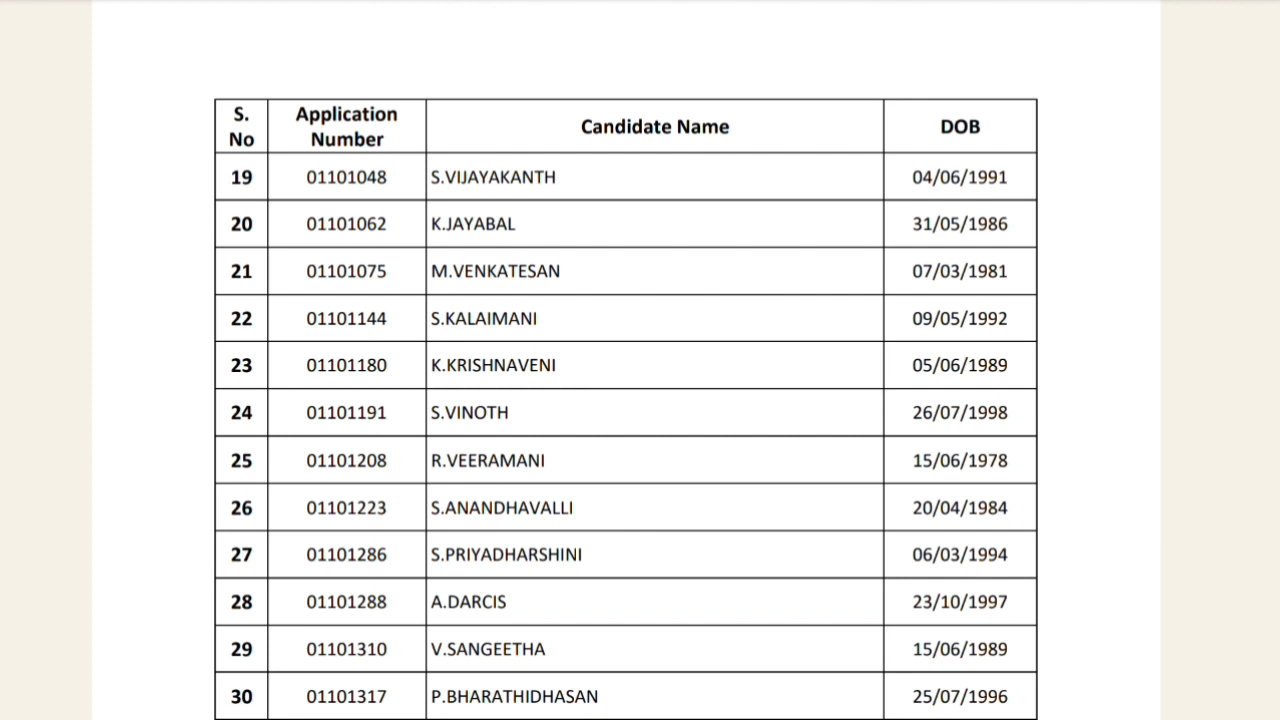 S. No Application Number Candidate Name DOB
19 01101048 S.VIJAYAKANTH 04/06/1991
20 01101062 K.JAYABAL 31/05/1986
21 01101075 M.VENKATESAN 07/03/1981
22 01101144 S.KALAIMANI 09/05/1992
23 01101180 K.KRISHNAVENI 05/06/1989
24 01101191 S.VINOTH 26/07/1998
25 01101208 R.VEERAMANI 15/06/1978
26 01101223 S.ANANDHAVALLI 20/04/1984
27 01101286 S.PRIYADHARSHINI 06/03/1994
28 01101288 A.DARCIS 23/10/1997
29 01101310 V.SANGEETHA 15/06/1989
30 01101317 P.BHARATHIDHASAN 25/07/1996